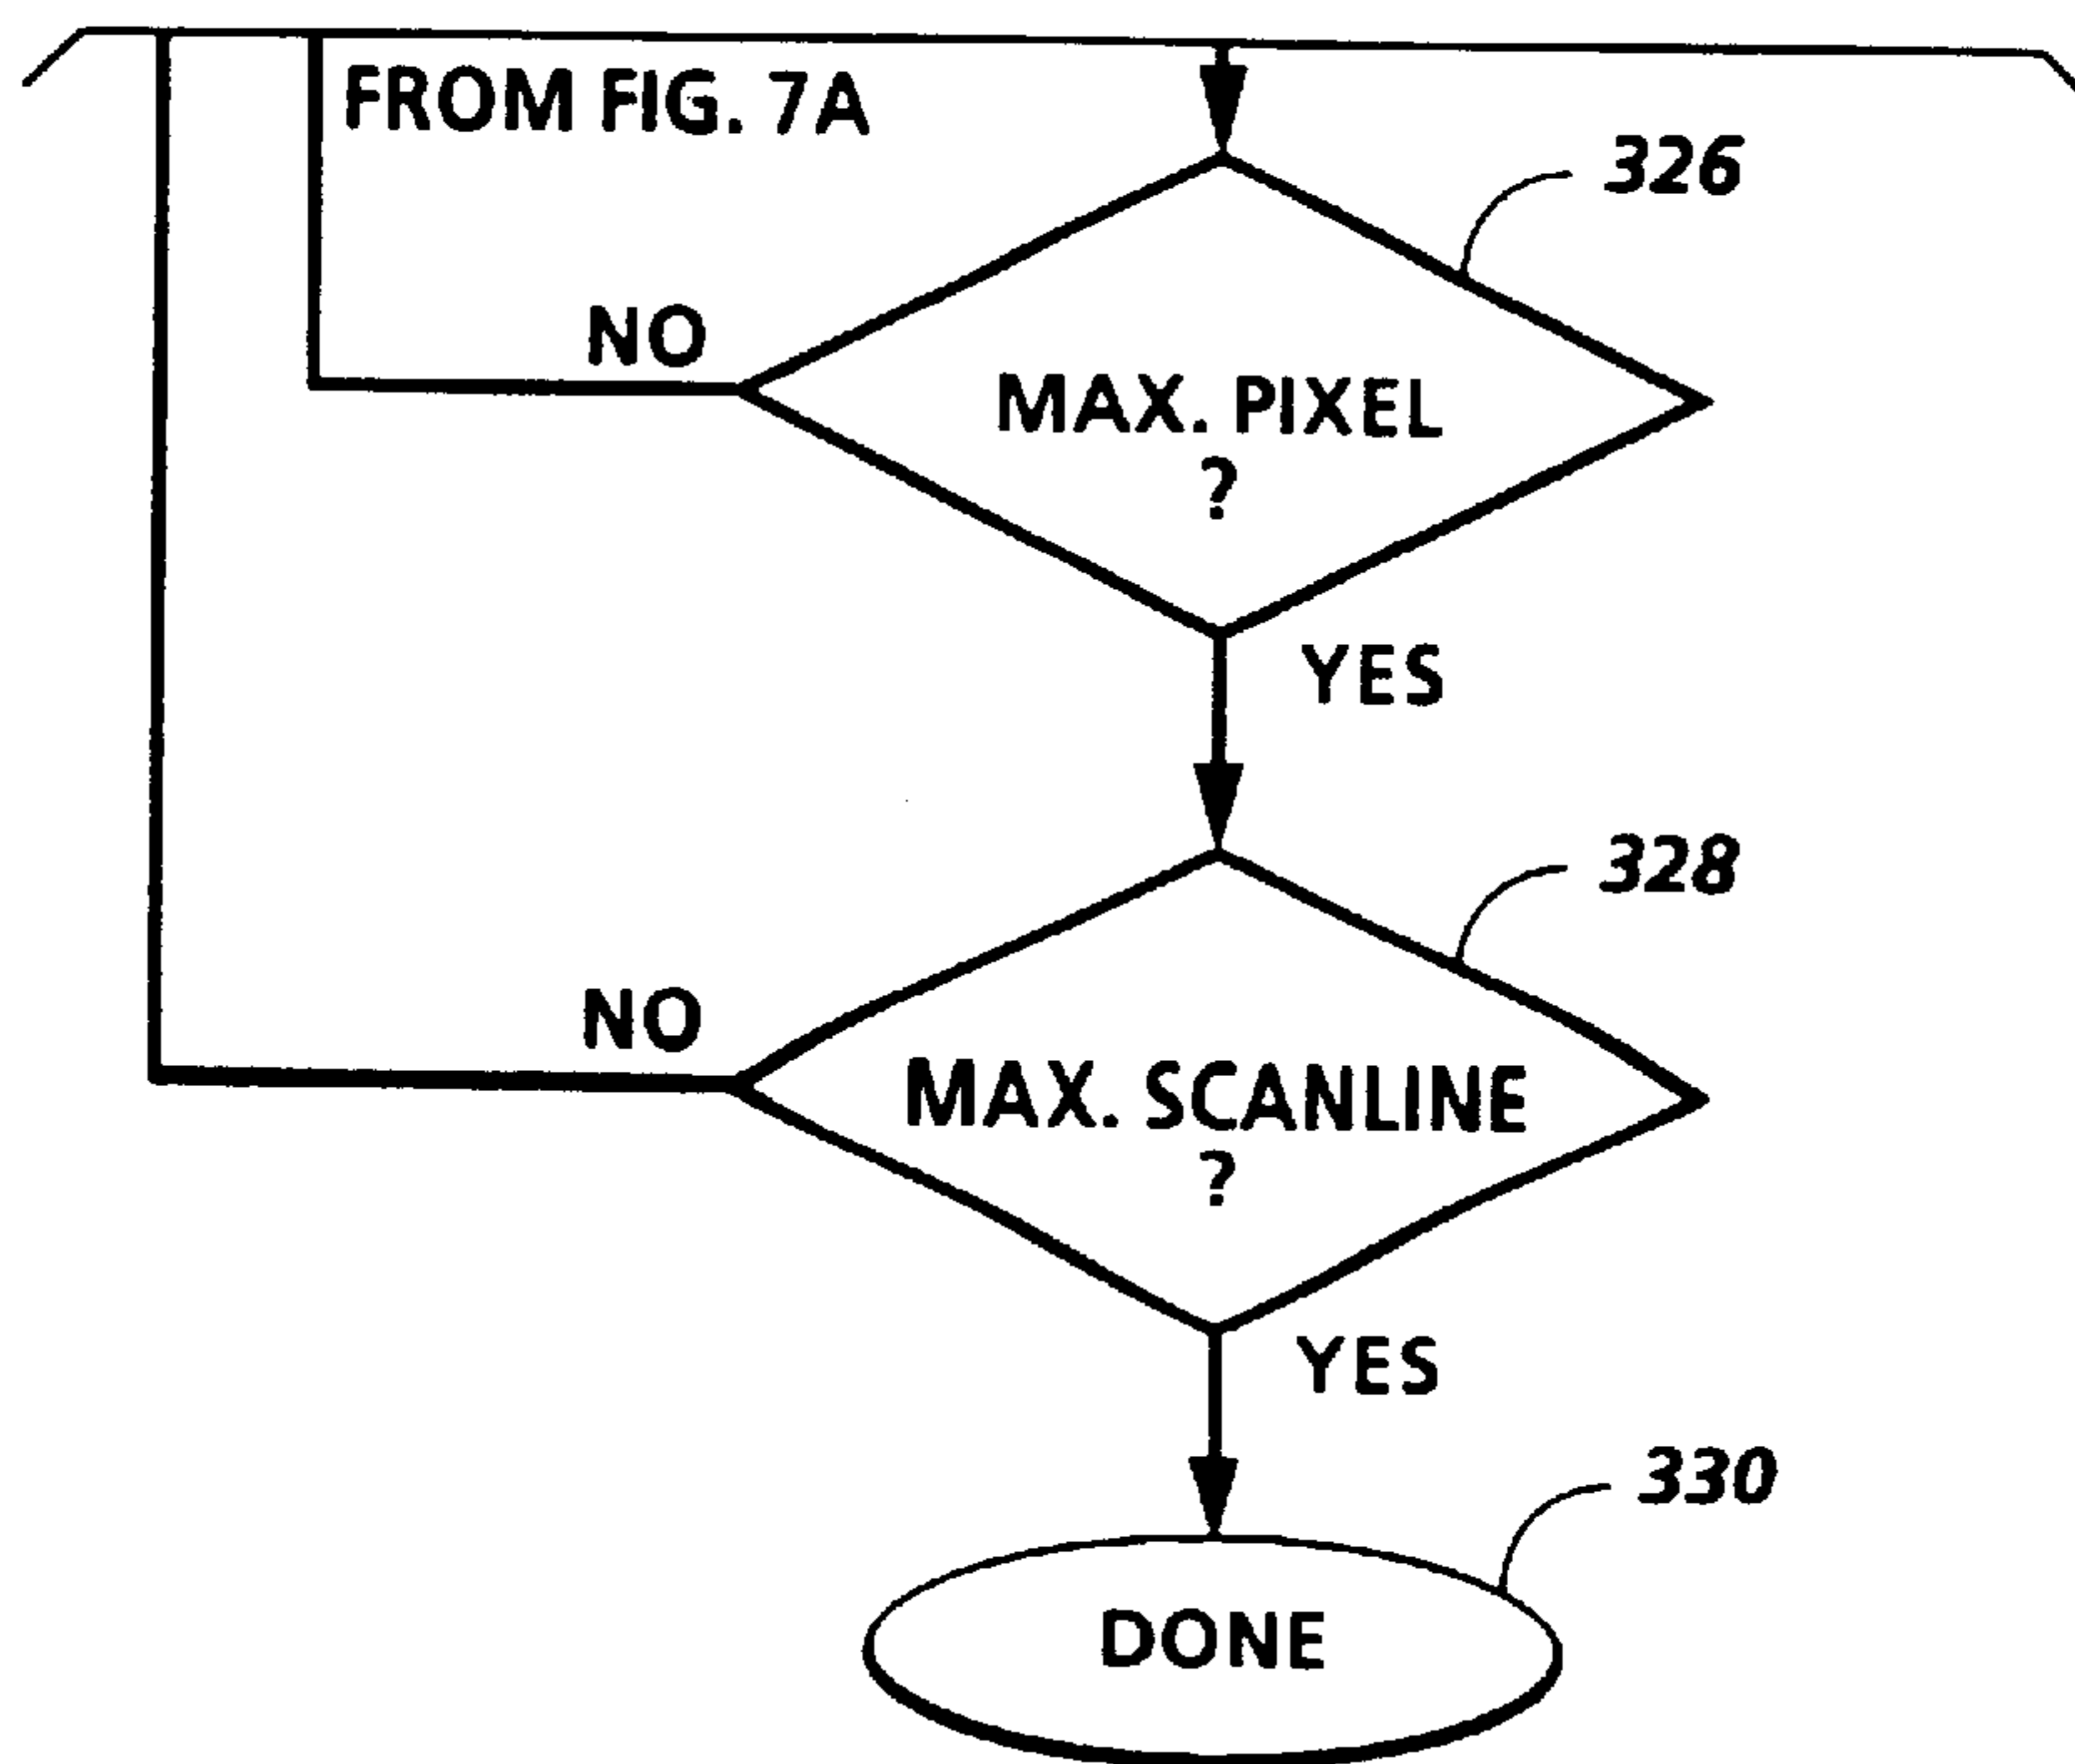 FROM FIG. 7A
326
NO
MAX. PIXEL
?
YES
328
NO
MAX. SCANLINE
?
YES
330
DONE